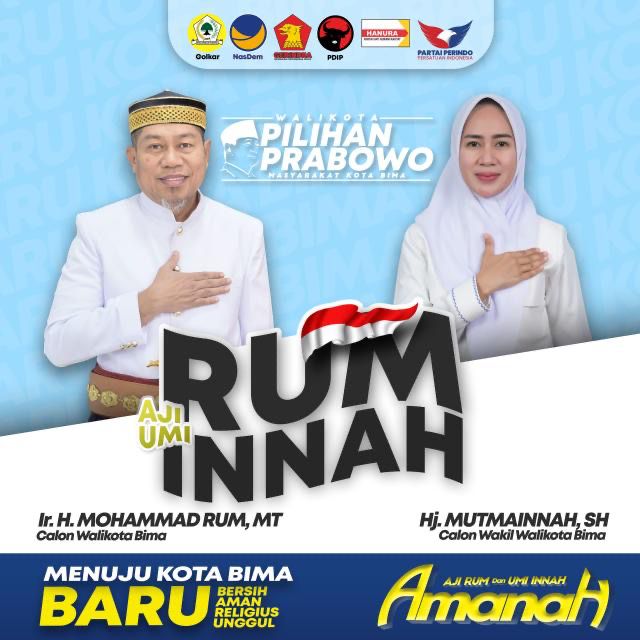 Golkar
NasDem
GERINDRA
PDIP
HANURA
PARTAI PERINDO
PERSATUAN INDONESIA
WALIKOTA
PILIHAN
PRABOWO
MASYARAKAT KOTA BIMA
AJI
UMI
RUM
INNAH
Ir. H. MOHAMMAD RUM, MT
Calon Walikota Bima
Hj. MUTMAINNAH, SH
Calon Wakil Walikota Bima
MENUJU KOTA BIMA
BARU
BERSIH
AMAN
RELIGIUS
UNGGUL
AJI RUM Dan UMI INNAH
AmanaH